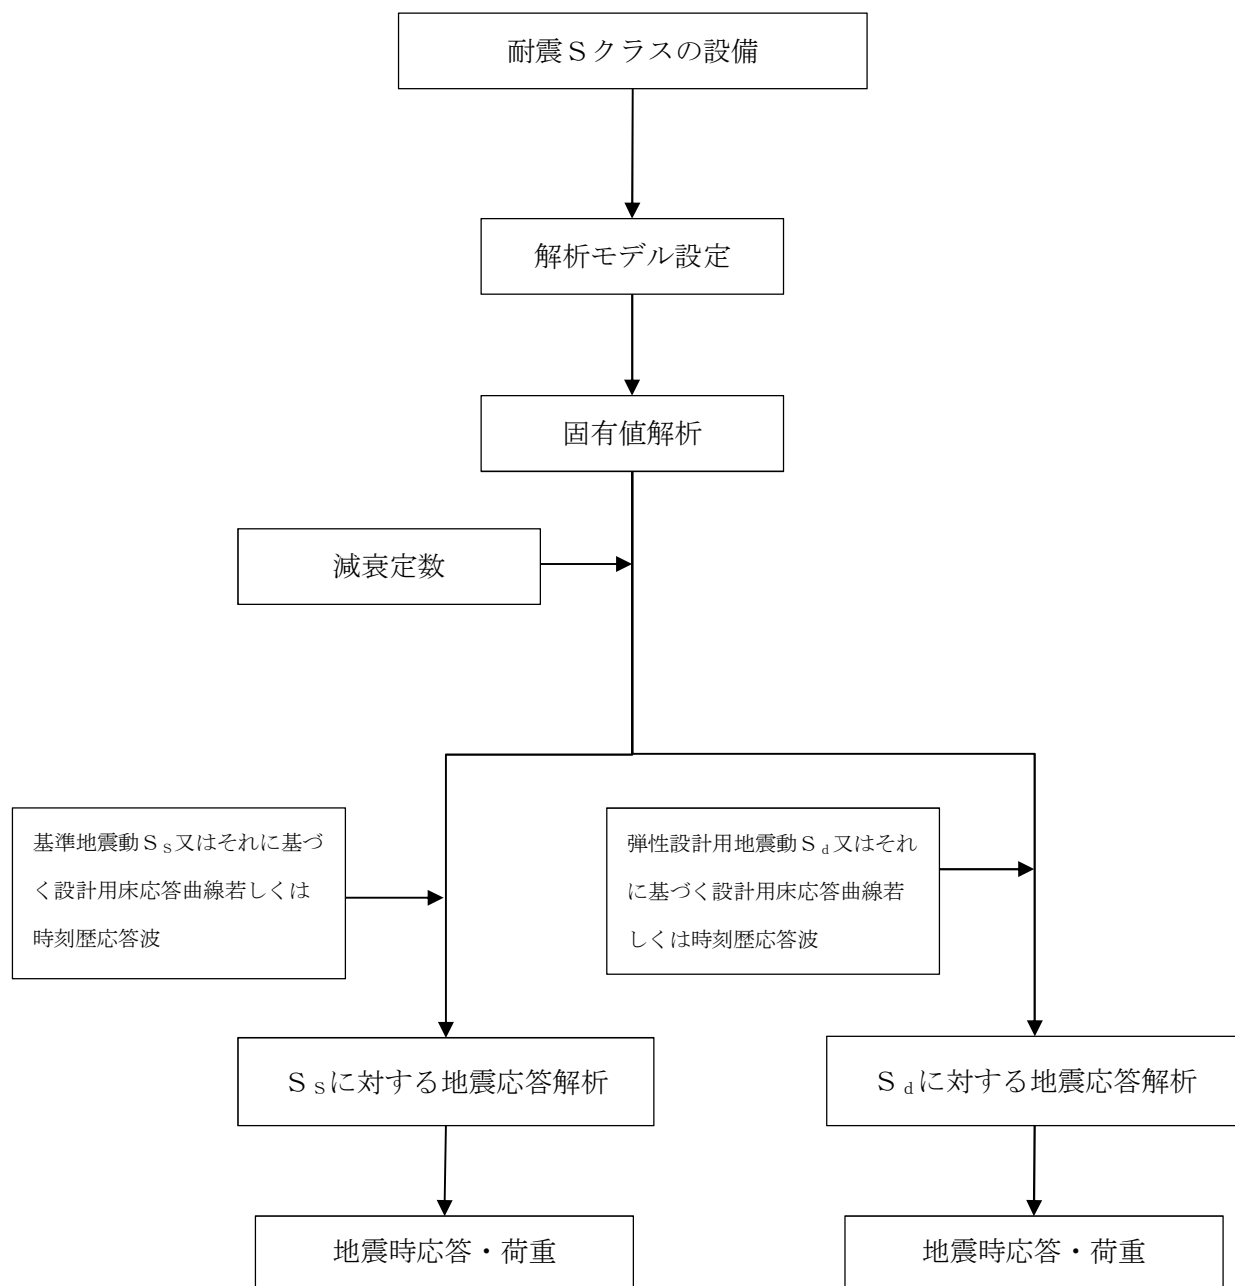 耐震Ｓクラスの設備
解析モデル設定
固有値解析
減衰定数
基準地震動Ｓｓ又はそれに基づ
く設計用床応答曲線若しくは
時刻歴応答波
弾性設計用地震動Ｓｄ又はそれ
に基づく設計用床応答曲線若
しくは時刻歴応答波
Ｓｓに対する地震応答解析
Ｓｄに対する地震応答解析
地震時応答・荷重
地震時応答・荷重